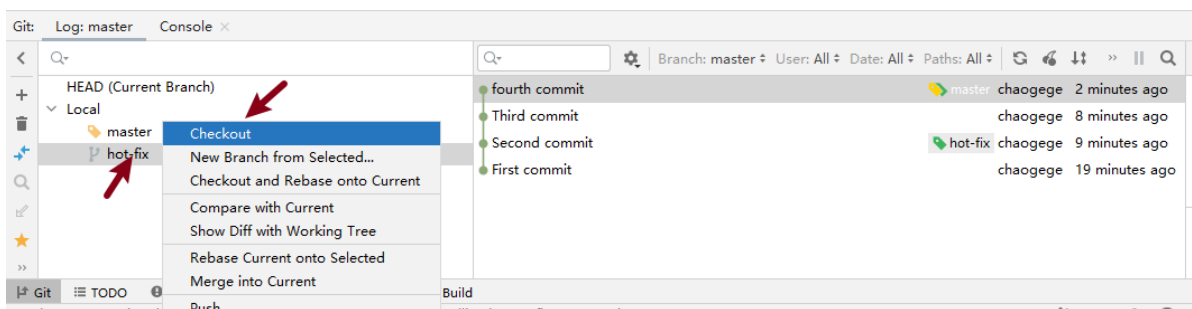 Git: Log: master Console ×
Branch: master User: All Date: All Paths: All
HEAD (Current Branch)
Local
master
hot-fix
Checkout
New Branch from Selected...
Checkout and Rebase onto Current
Compare with Current
Show Diff with Working Tree
Rebase Current onto Selected
Merge into Current
Push
fourth commit master chaogege 2 minutes ago
Third commit chaogege 8 minutes ago
Second commit hot-fix chaogege 9 minutes ago
First commit chaogege 19 minutes ago
Git TODO Build